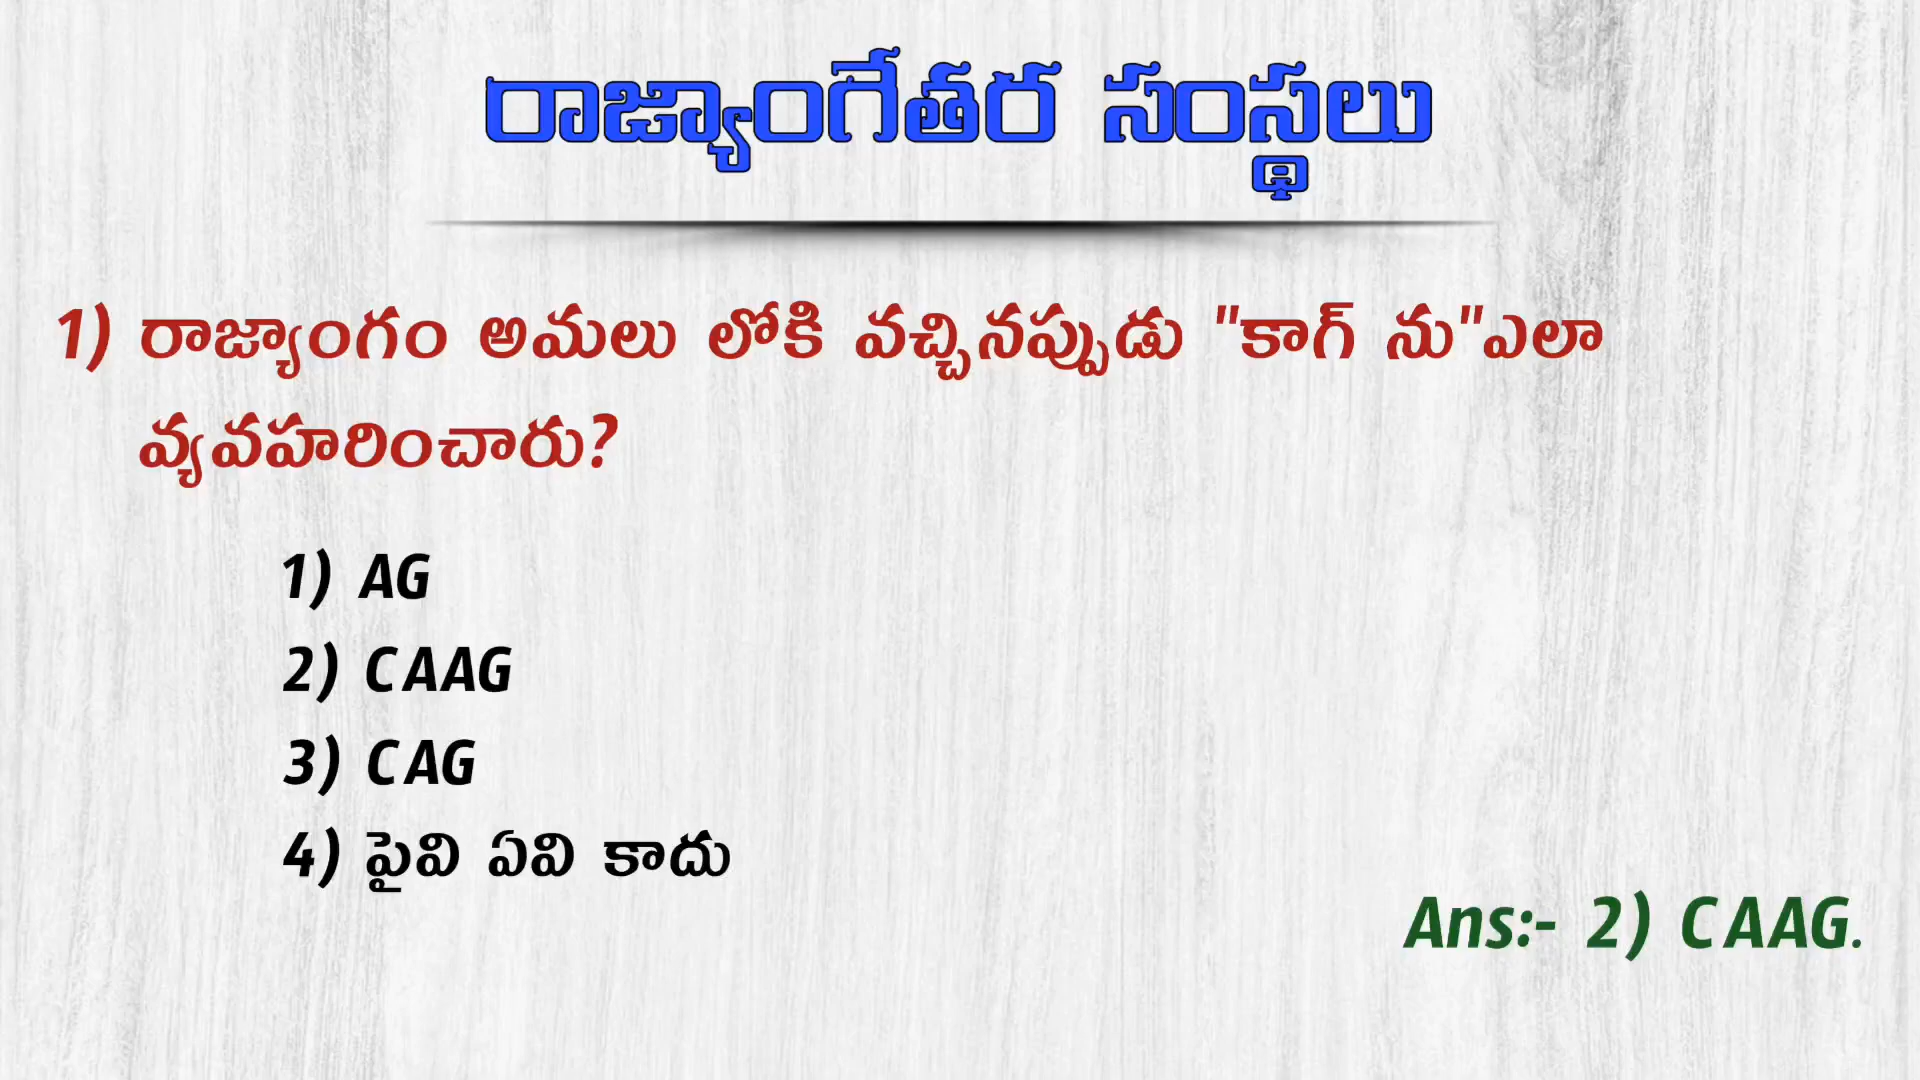 రాజ్యాంగేతర సంస్థలు
1) రాజ్యాంగం అమలు లోకి వచ్చినప్పుడు "కాగ్ ను"ఎలా
వ్యవహరించారు?
1) AG
2) CAAG
3) CAG
4) పైవి ఏవి కాదు
Ans:- 2) CAAG.